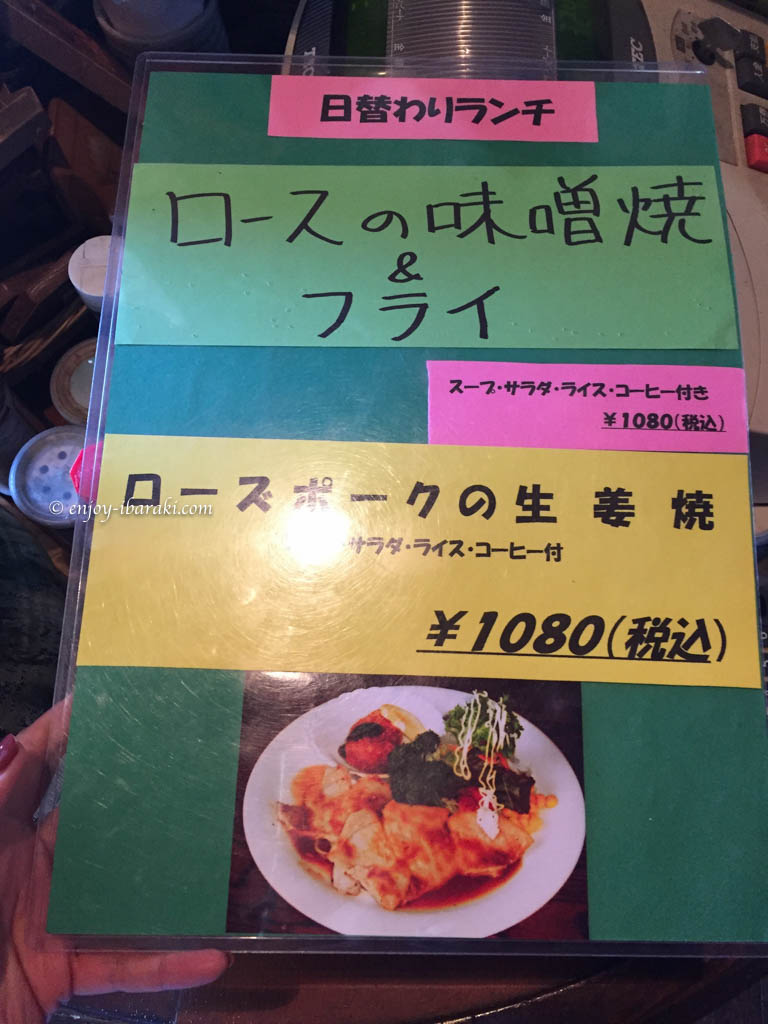 日替わりランチ
ロースの味噌焼
&
フライ
スープ・サラダ・ライス・コーヒー付き
¥1080(税込)
ローズポークの生姜焼
サラダ・ライス・コーヒー付
¥1080(税込)
© enjoy-ibaraki.com